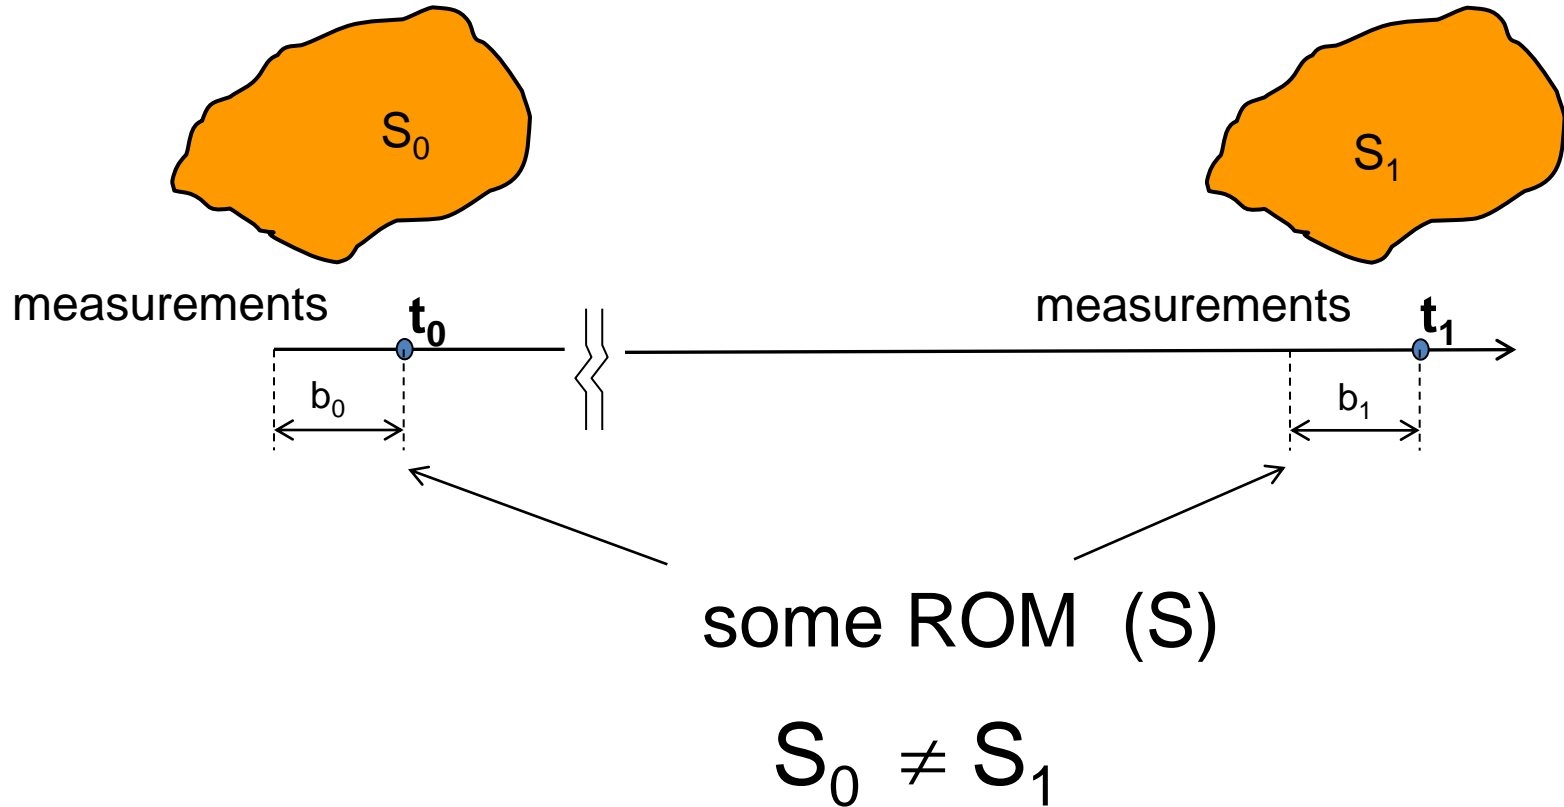 S₀
S₁
measurements
t₀
measurements
t₁
b₀
b₁
some ROM (S)
S₀ ≠ S₁